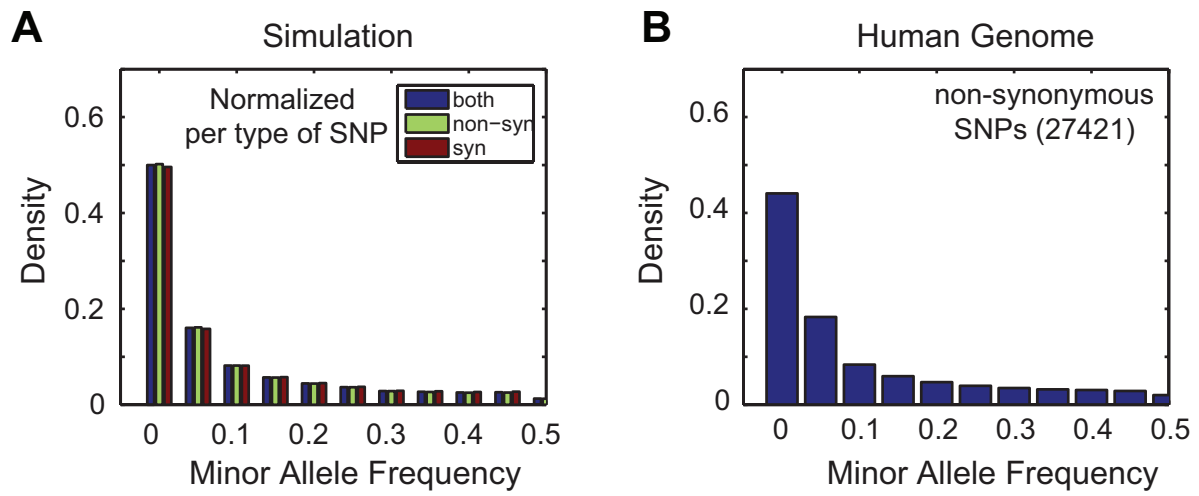 A
Simulation
Normalized
per type of SNP
both
non-syn
syn
0.6
0.4
0.2
0
Density
0 0.1 0.2 0.3 0.4 0.5
Minor Allele Frequency
B
Human Genome
non-synonymous
SNPs (27421)
0.6
0.4
0.2
0
Density
0 0.1 0.2 0.3 0.4 0.5
Minor Allele Frequency